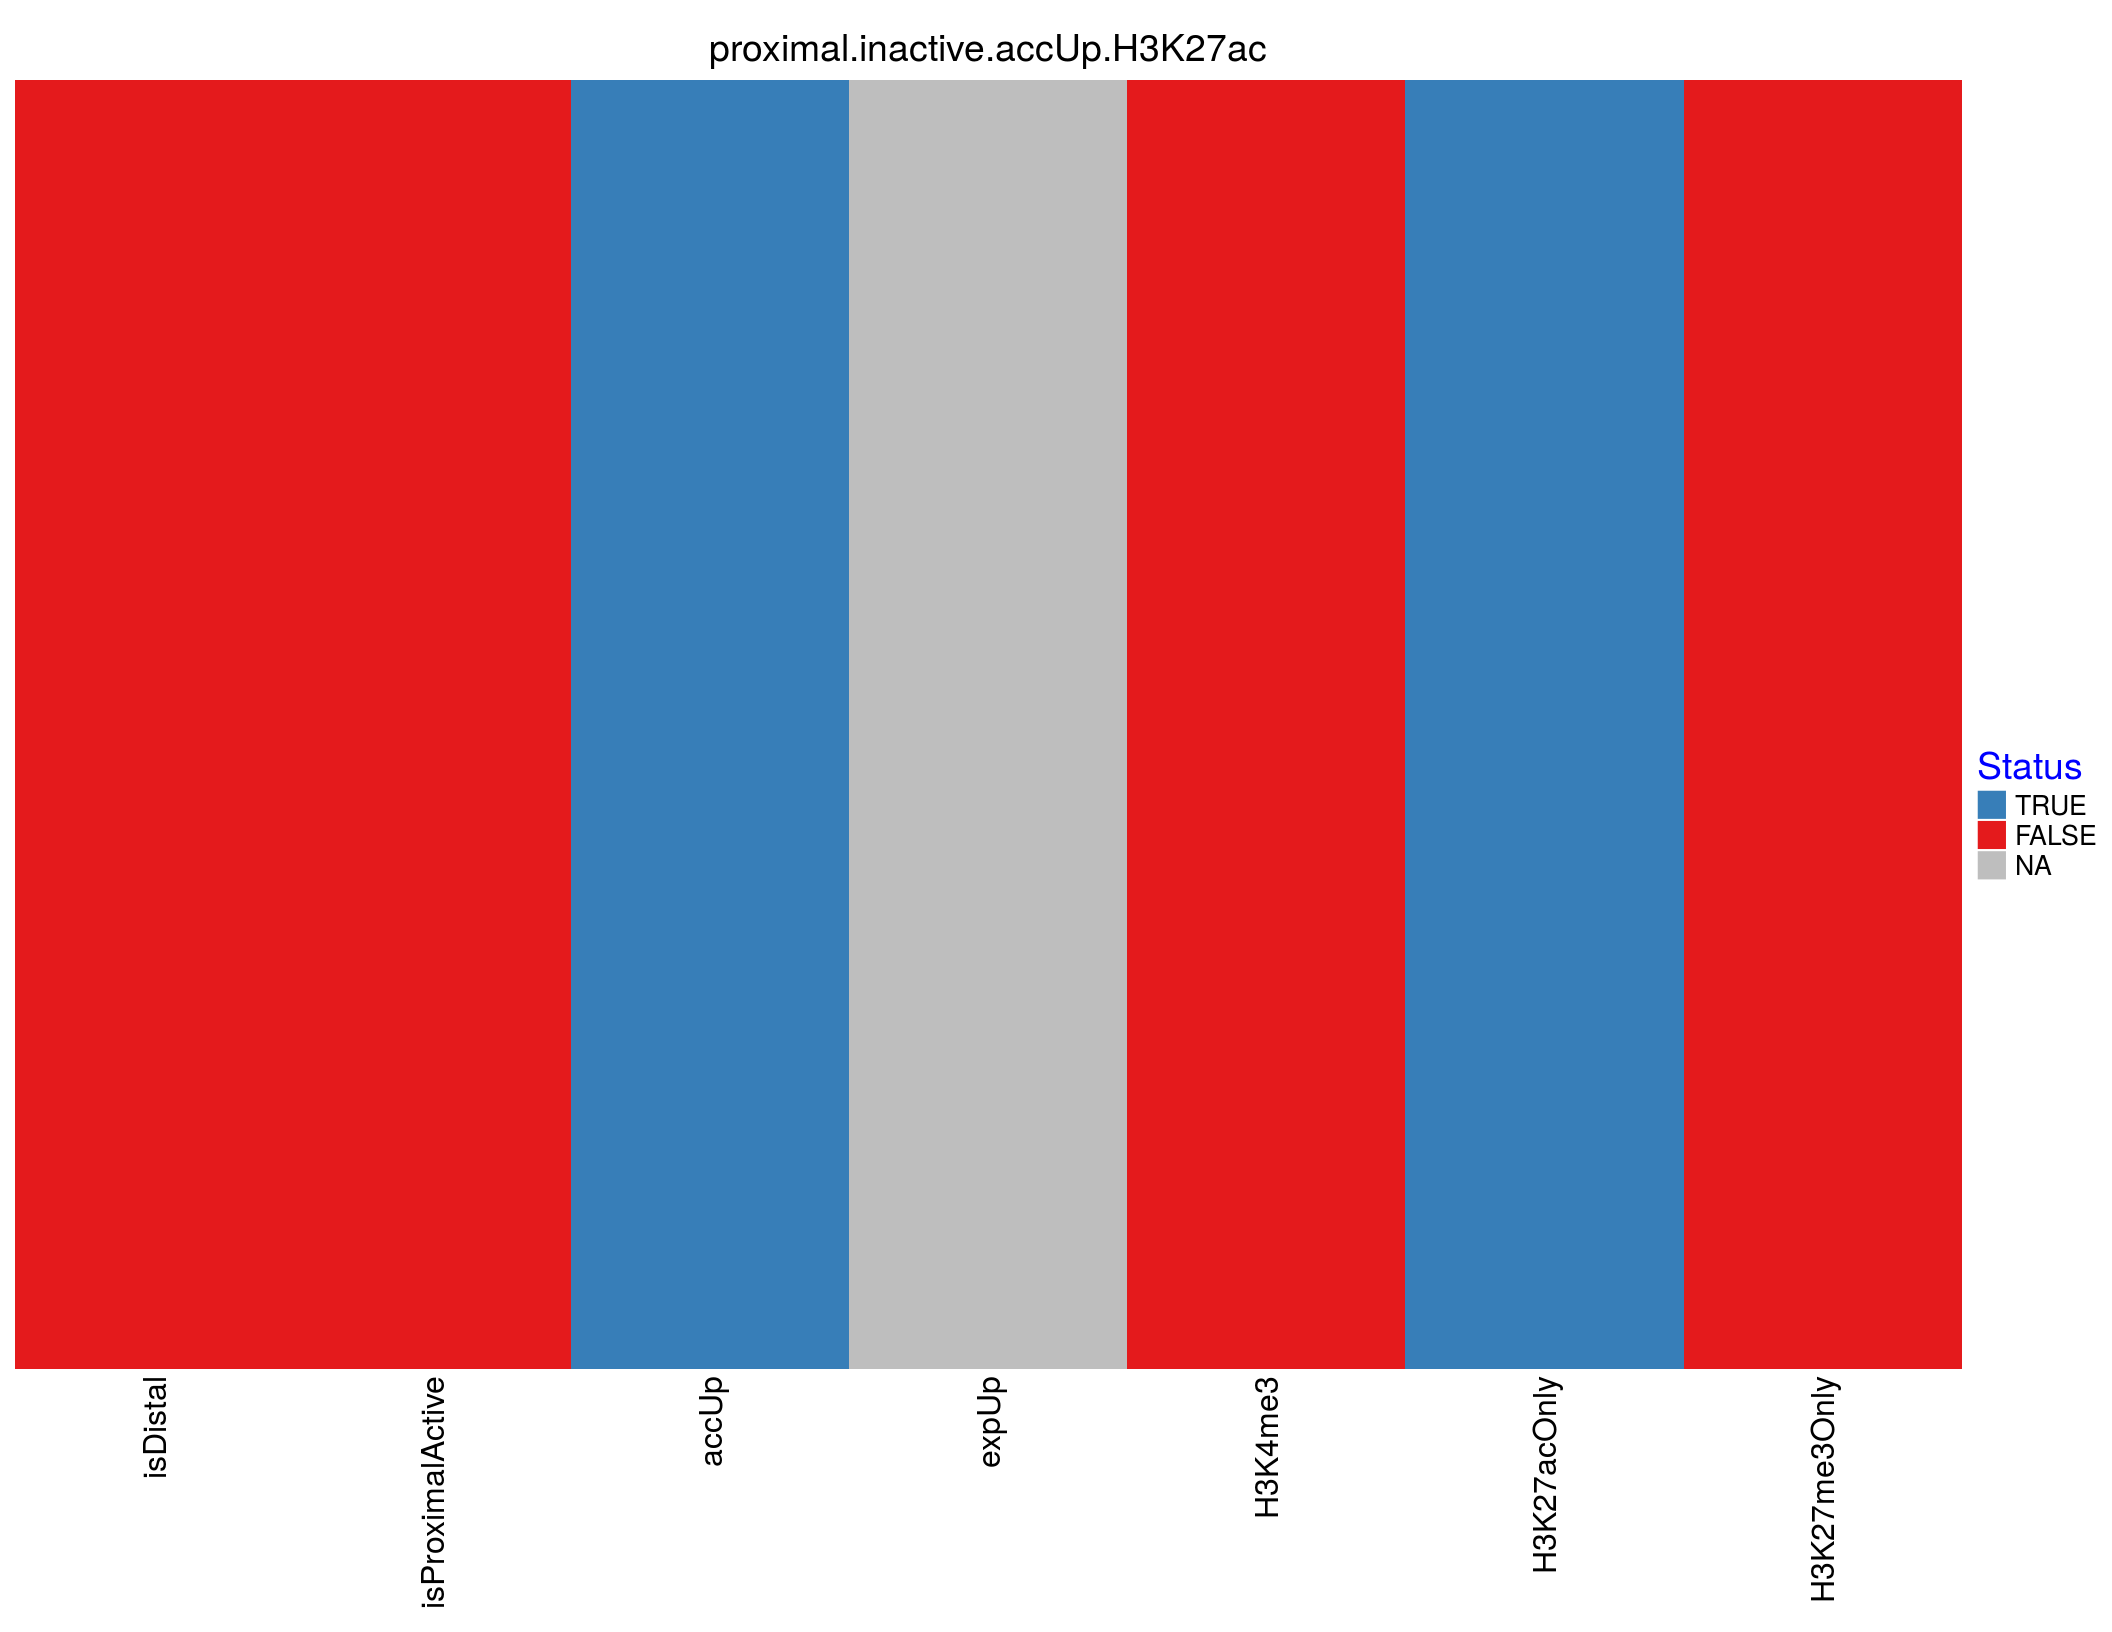 proximal.inactive.accUp.H3K27ac
Status
TRUE
FALSE
NA
isDistal
isProximalActive
accUp
expUp
H3K4me3
H3K27acOnly
H3K27me3Only